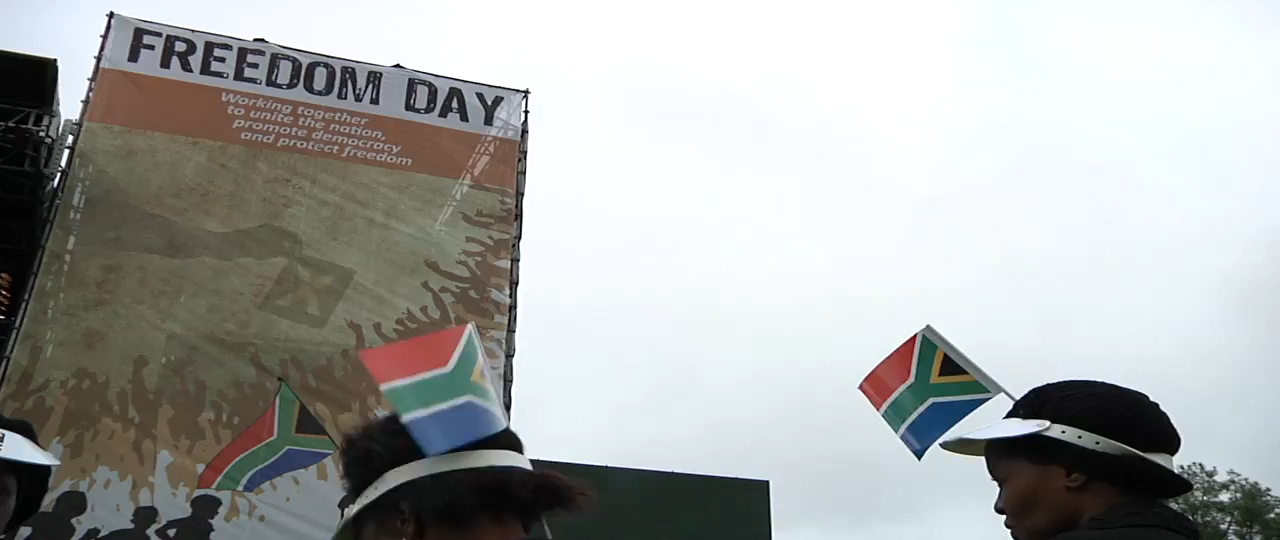 FREEDOM DAY
Working together
to unite the nation,
promote democracy
and protect freedom